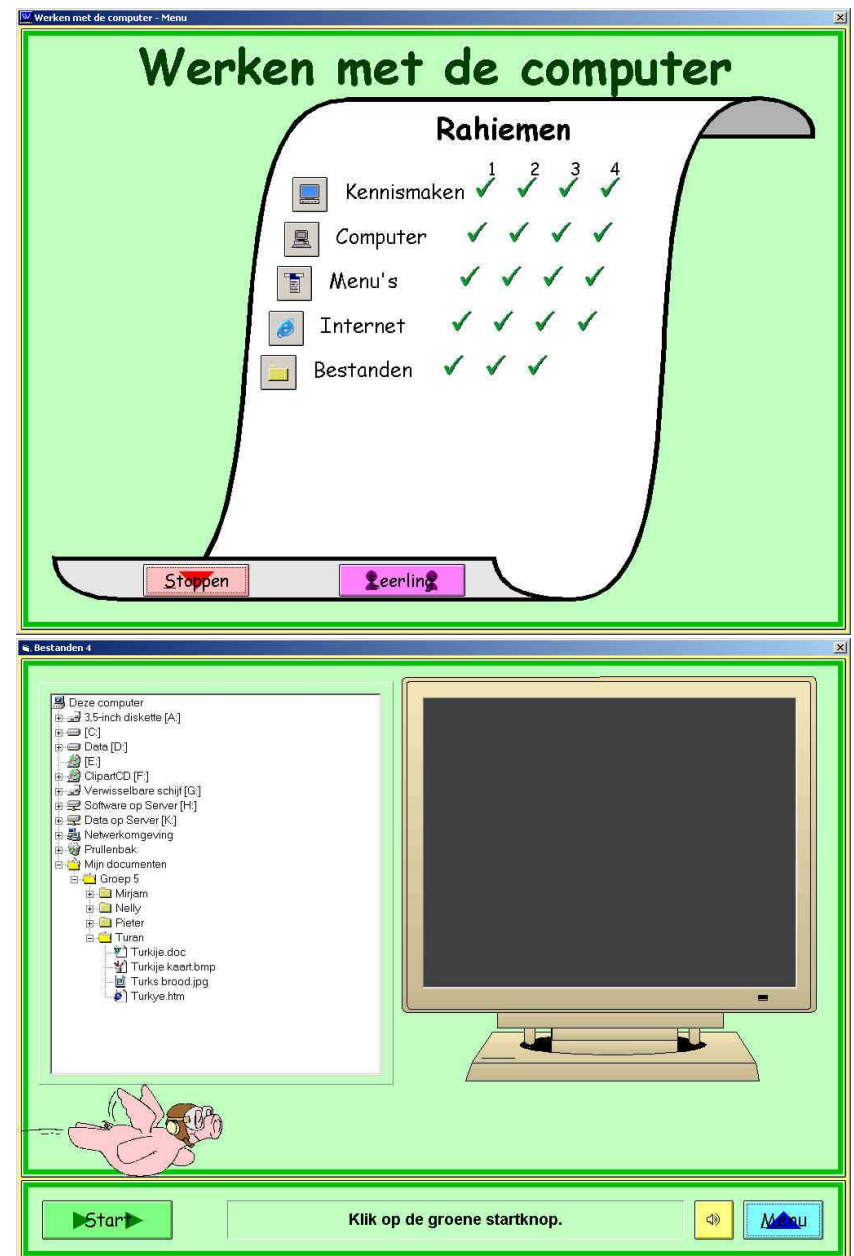 Werken met de computer - Menu
Werken met de computer
Rahiemen
1 2 3 4
Kennismaken
Computer
Menu's
Internet
Bestanden
Stoppen
Leerling
Bestanden 4
Deze computer
3,5-inch diskette [A:]
[C:]
Data [D:]
[E:]
ClipartCD [F:]
Verwisselbare schijf [G:]
Software op Server [H:]
Data op Server [K:]
Netwerkomgeving
Prullenbak
Mijn documenten
Groep 5
Mirjam
Nelly
Pieter
Turan
Turkije.doc
Turkije kaart.bmp
Turks brood.jpg
Turkye.htm
Start
Klik op de groene startknop.
Menu